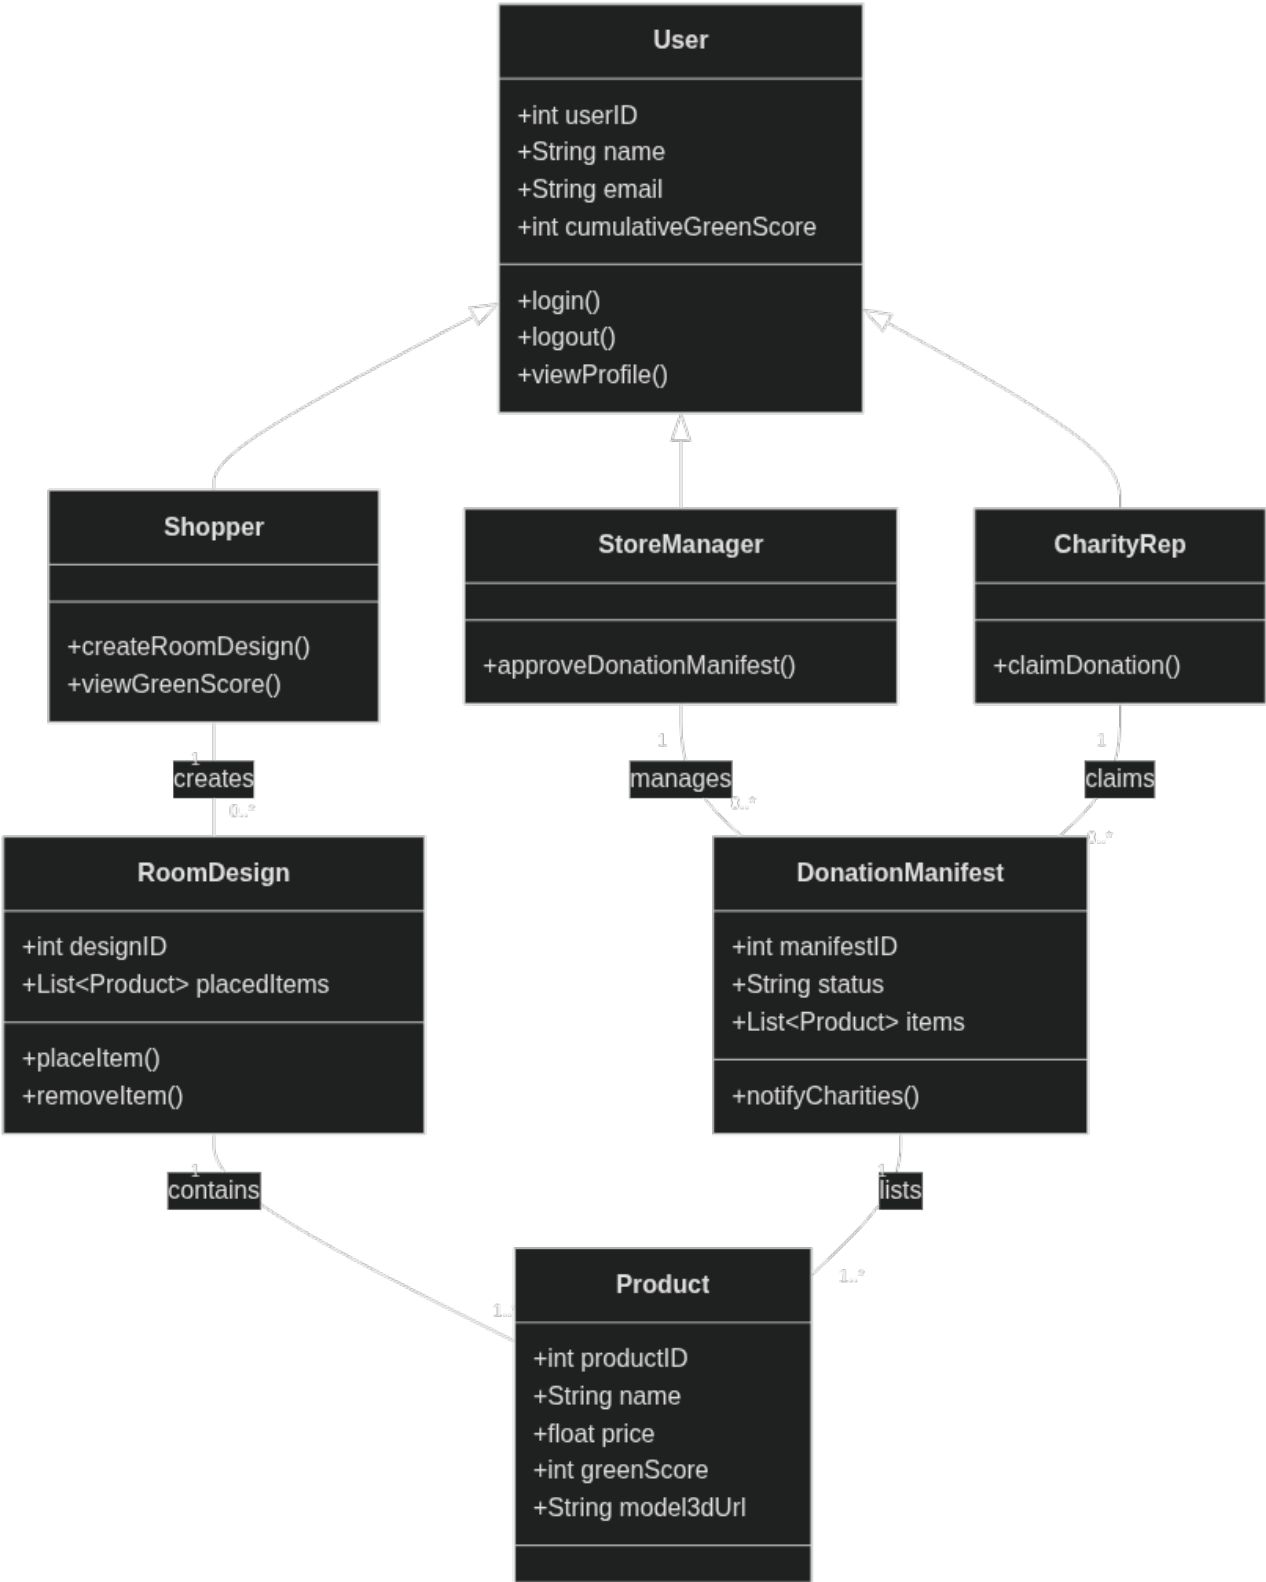 User
+int userID
+String name
+String email
+int cumulativeGreenScore
+login()
+logout()
+viewProfile()
Shopper
+createRoomDesign()
+viewGreenScore()
StoreManager
+approveDonationManifest()
CharityRep
+claimDonation()
1
creates
0..*
1
manages
0..*
1
claims
0..*
RoomDesign
+int designID
+List<Product> placedItems
+placeItem()
+removeItem()
DonationManifest
+int manifestID
+String status
+List<Product> items
+notifyCharities()
1
contains
1..*
1
lists
1..*
Product
+int productID
+String name
+float price
+int greenScore
+String model3dUrl